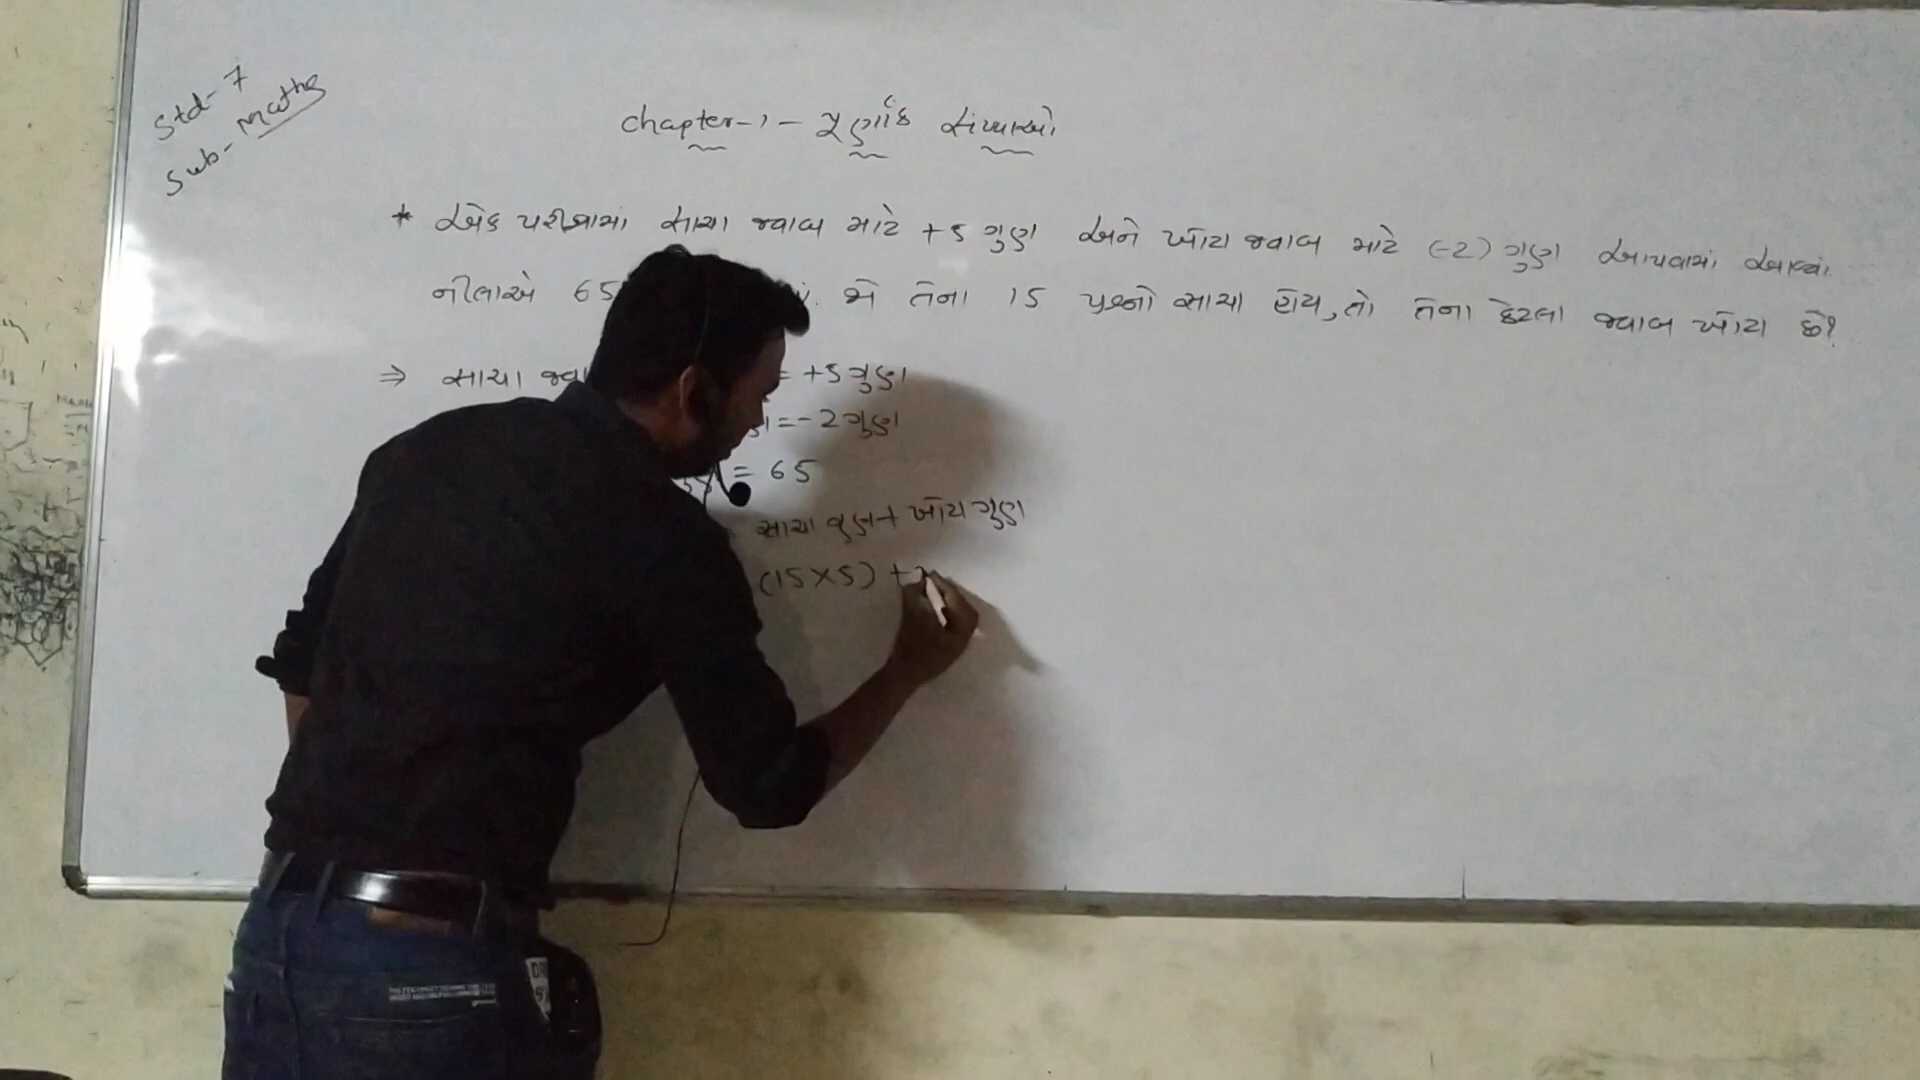 Std-7
Sub-Maths
chapter-1- પૂર્ણાંક સંખ્યાઓ
* એક પરીક્ષામાં સાચા જવાબ માટે +5 ગુણ અને ખોટા જવાબ માટે (-2) ગુણ આપવામાં આવ્યાં.
નીલાએ 65 જો તેના 15 પ્રશ્નો સાચા હોય, તો તેના કેટલા જવાબ ખોટા છે?
⇒ સાચા જવા = +5 ગુણ
=-2 ગુણ
= 65
સાચા ગુણ + ખોટા ગુણ
(15×5) +